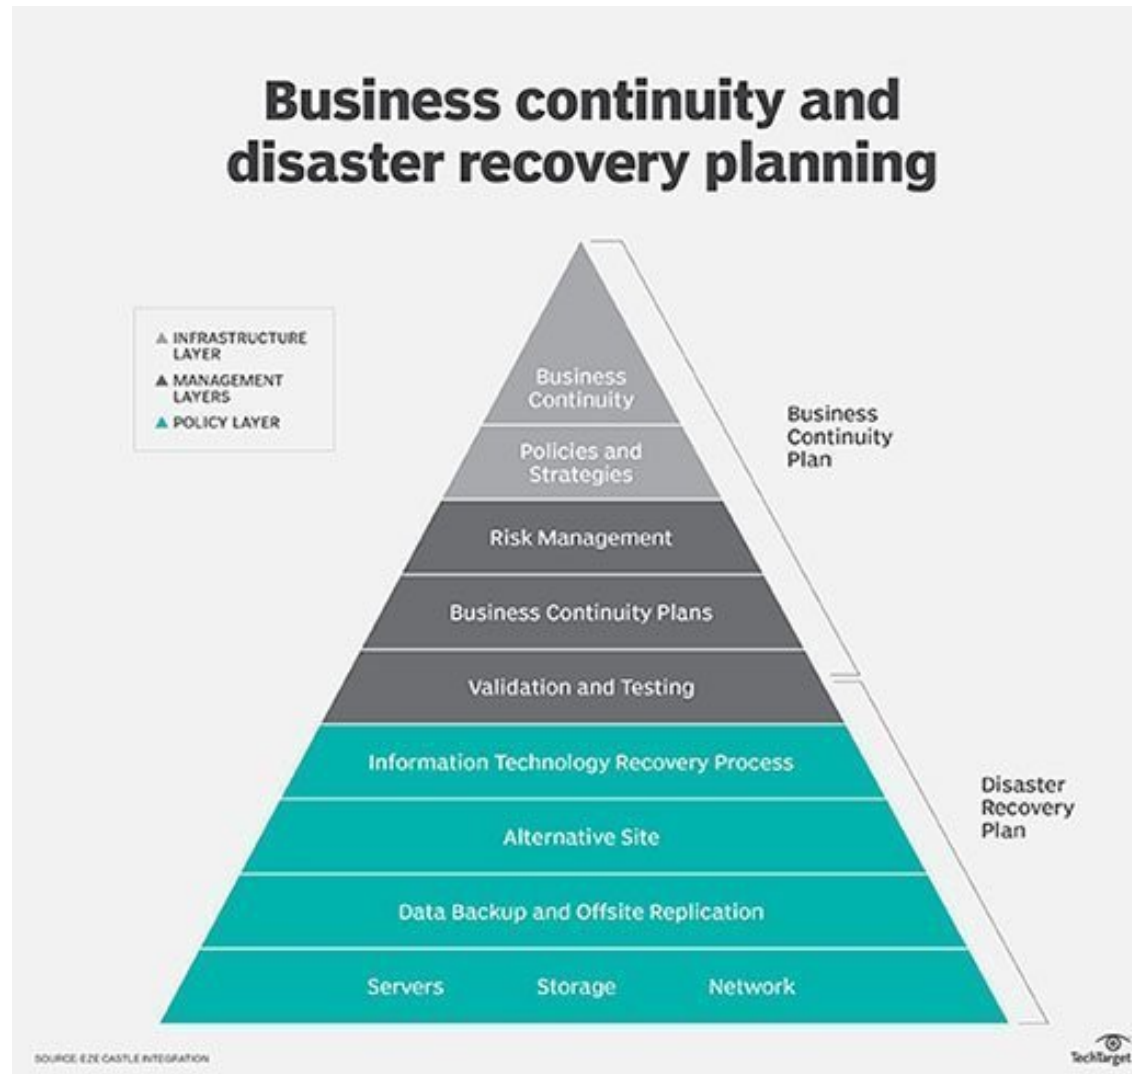 Business continuity and
disaster recovery planning
INFRASTRUCTURE
LAYER
MANAGEMENT
LAYERS
POLICY LAYER
Business
Continuity
Policies and
Strategies
Risk Management
Business Continuity Plans
Validation and Testing
Information Technology Recovery Process
Alternative Site
Data Backup and Offsite Replication
Servers Storage Network
Business
Continuity
Plan
Disaster
Recovery
Plan
SOURCE: EZE CASTLE INTEGRATION
TechTarget